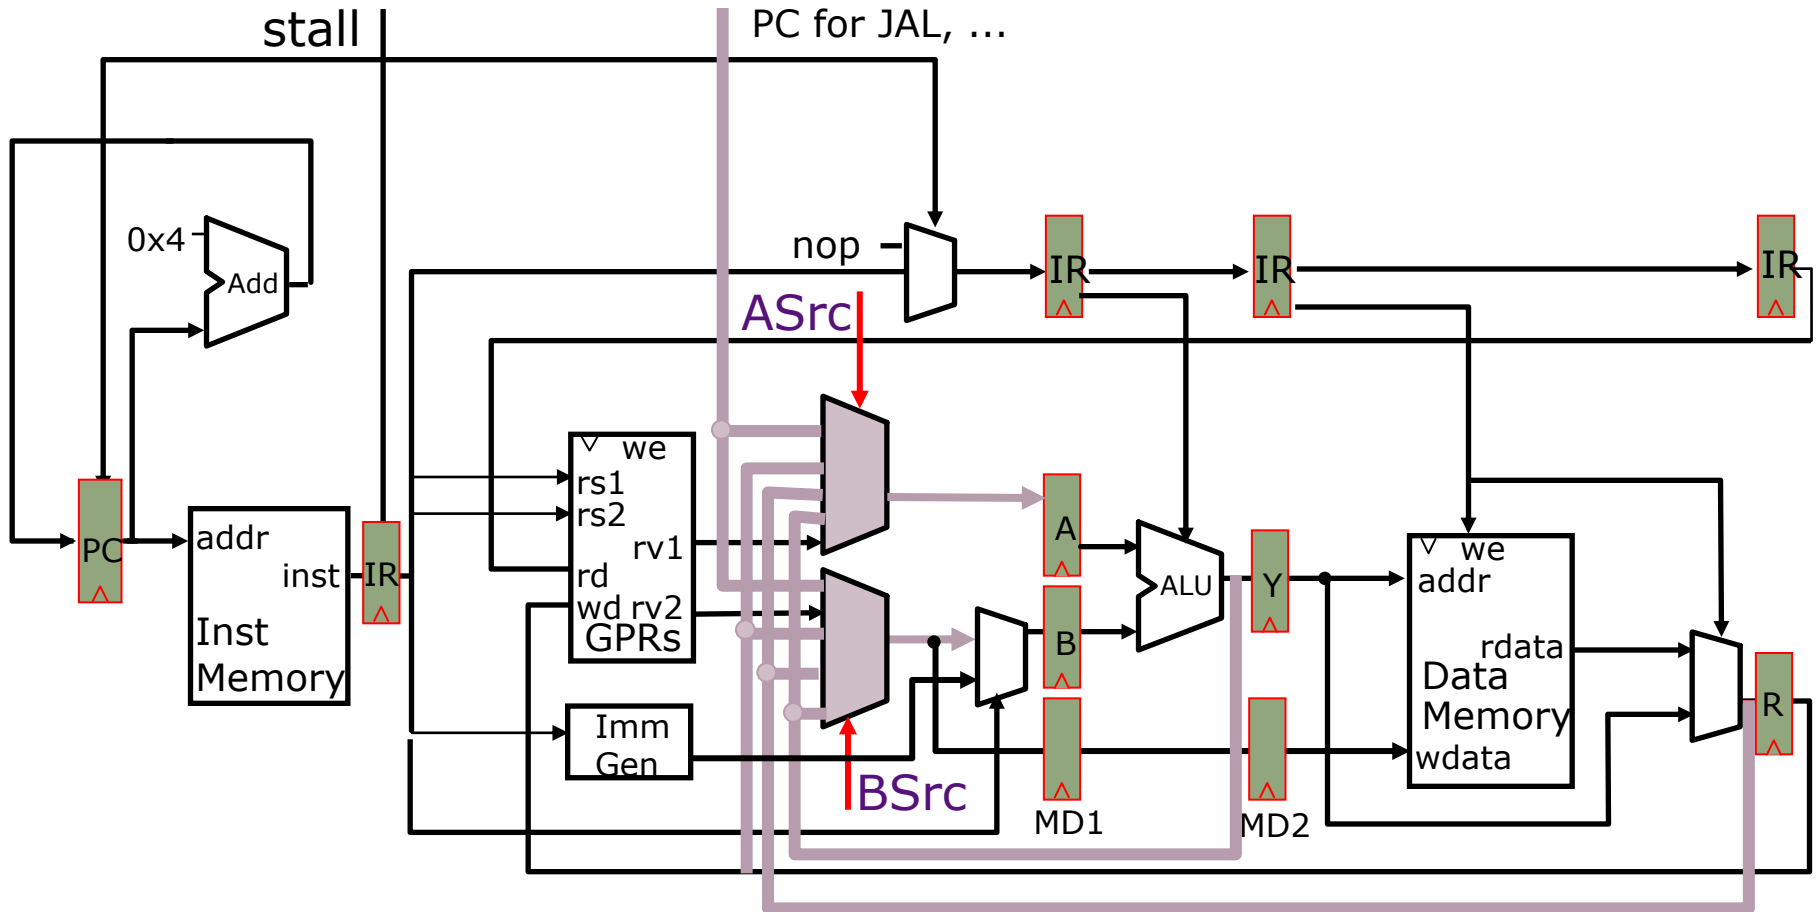 stall
PC for JAL, ...
0x4
Add
nop
IR
IR
IR
ASrc
we
rs1
rs2
rv1
rd
wd rv2
GPRs
PC
addr
inst
Inst
Memory
IR
A
B
ALU
Y
we
addr
rdata
Data
Memory
wdata
R
Imm
Gen
BSrc
MD1
MD2